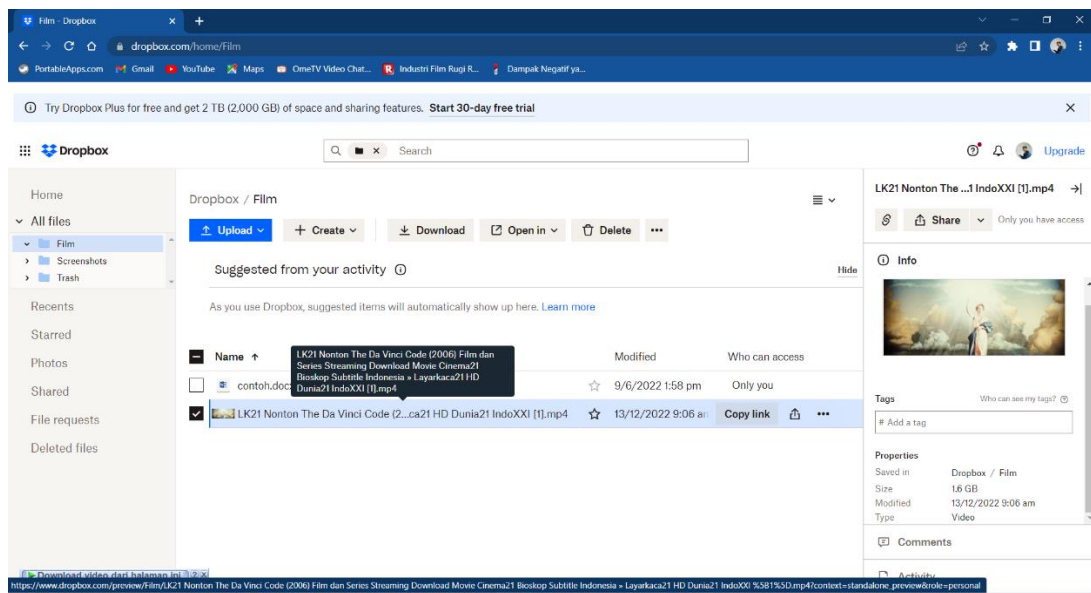 Film - Dropbox
dropbox.com/home/Film
PortableApps.com Gmail YouTube Maps OmeTV Video Chat... Industri Film Rugi R... Dampak Negatif ya...
Try Dropbox Plus for free and get 2 TB (2,000 GB) of space and sharing features. Start 30-day free trial
Dropbox
Search
Upgrade
Home
All files
Film
Screenshots
Trash
Recents
Starred
Photos
Shared
File requests
Deleted files
Dropbox / Film
Upload
Create
Download
Open in
Delete
Suggested from your activity
Hide
As you use Dropbox, suggested items will automatically show up here. Learn more
Name ↑ Modified Who can access
LK21 Nonton The Da Vinci Code (2006) Film dan
Series Streaming Download Movie Cinema21
Bioskop Subtitle Indonesia » Layarkaca21 HD
Dunia21 IndoXXI [1].mp4
contoh.doc 9/6/2022 1:58 pm Only you
LK21 Nonton The Da Vinci Code (2...ca21 HD Dunia21 IndoXXI [1].mp4 13/12/2022 9:06 am Copy link
LK21 Nonton The ...1 IndoXXI [1].mp4
Share
Only you have access
Info
Tags Who can see my tags?
# Add a tag
Properties
Saved in Dropbox / Film
Size 1.6 GB
Modified 13/12/2022 9:06 am
Type Video
Comments
Activity
Download video dari halaman ini
https://www.dropbox.com/preview/Film/LK21 Nonton The Da Vinci Code (2006) Film dan Series Streaming Download Movie Cinema21 Bioskop Subtitle Indonesia » Layarkaca21 HD Dunia21 IndoXXI %5B1%5D.mp4?context=standalone_preview&role=personal